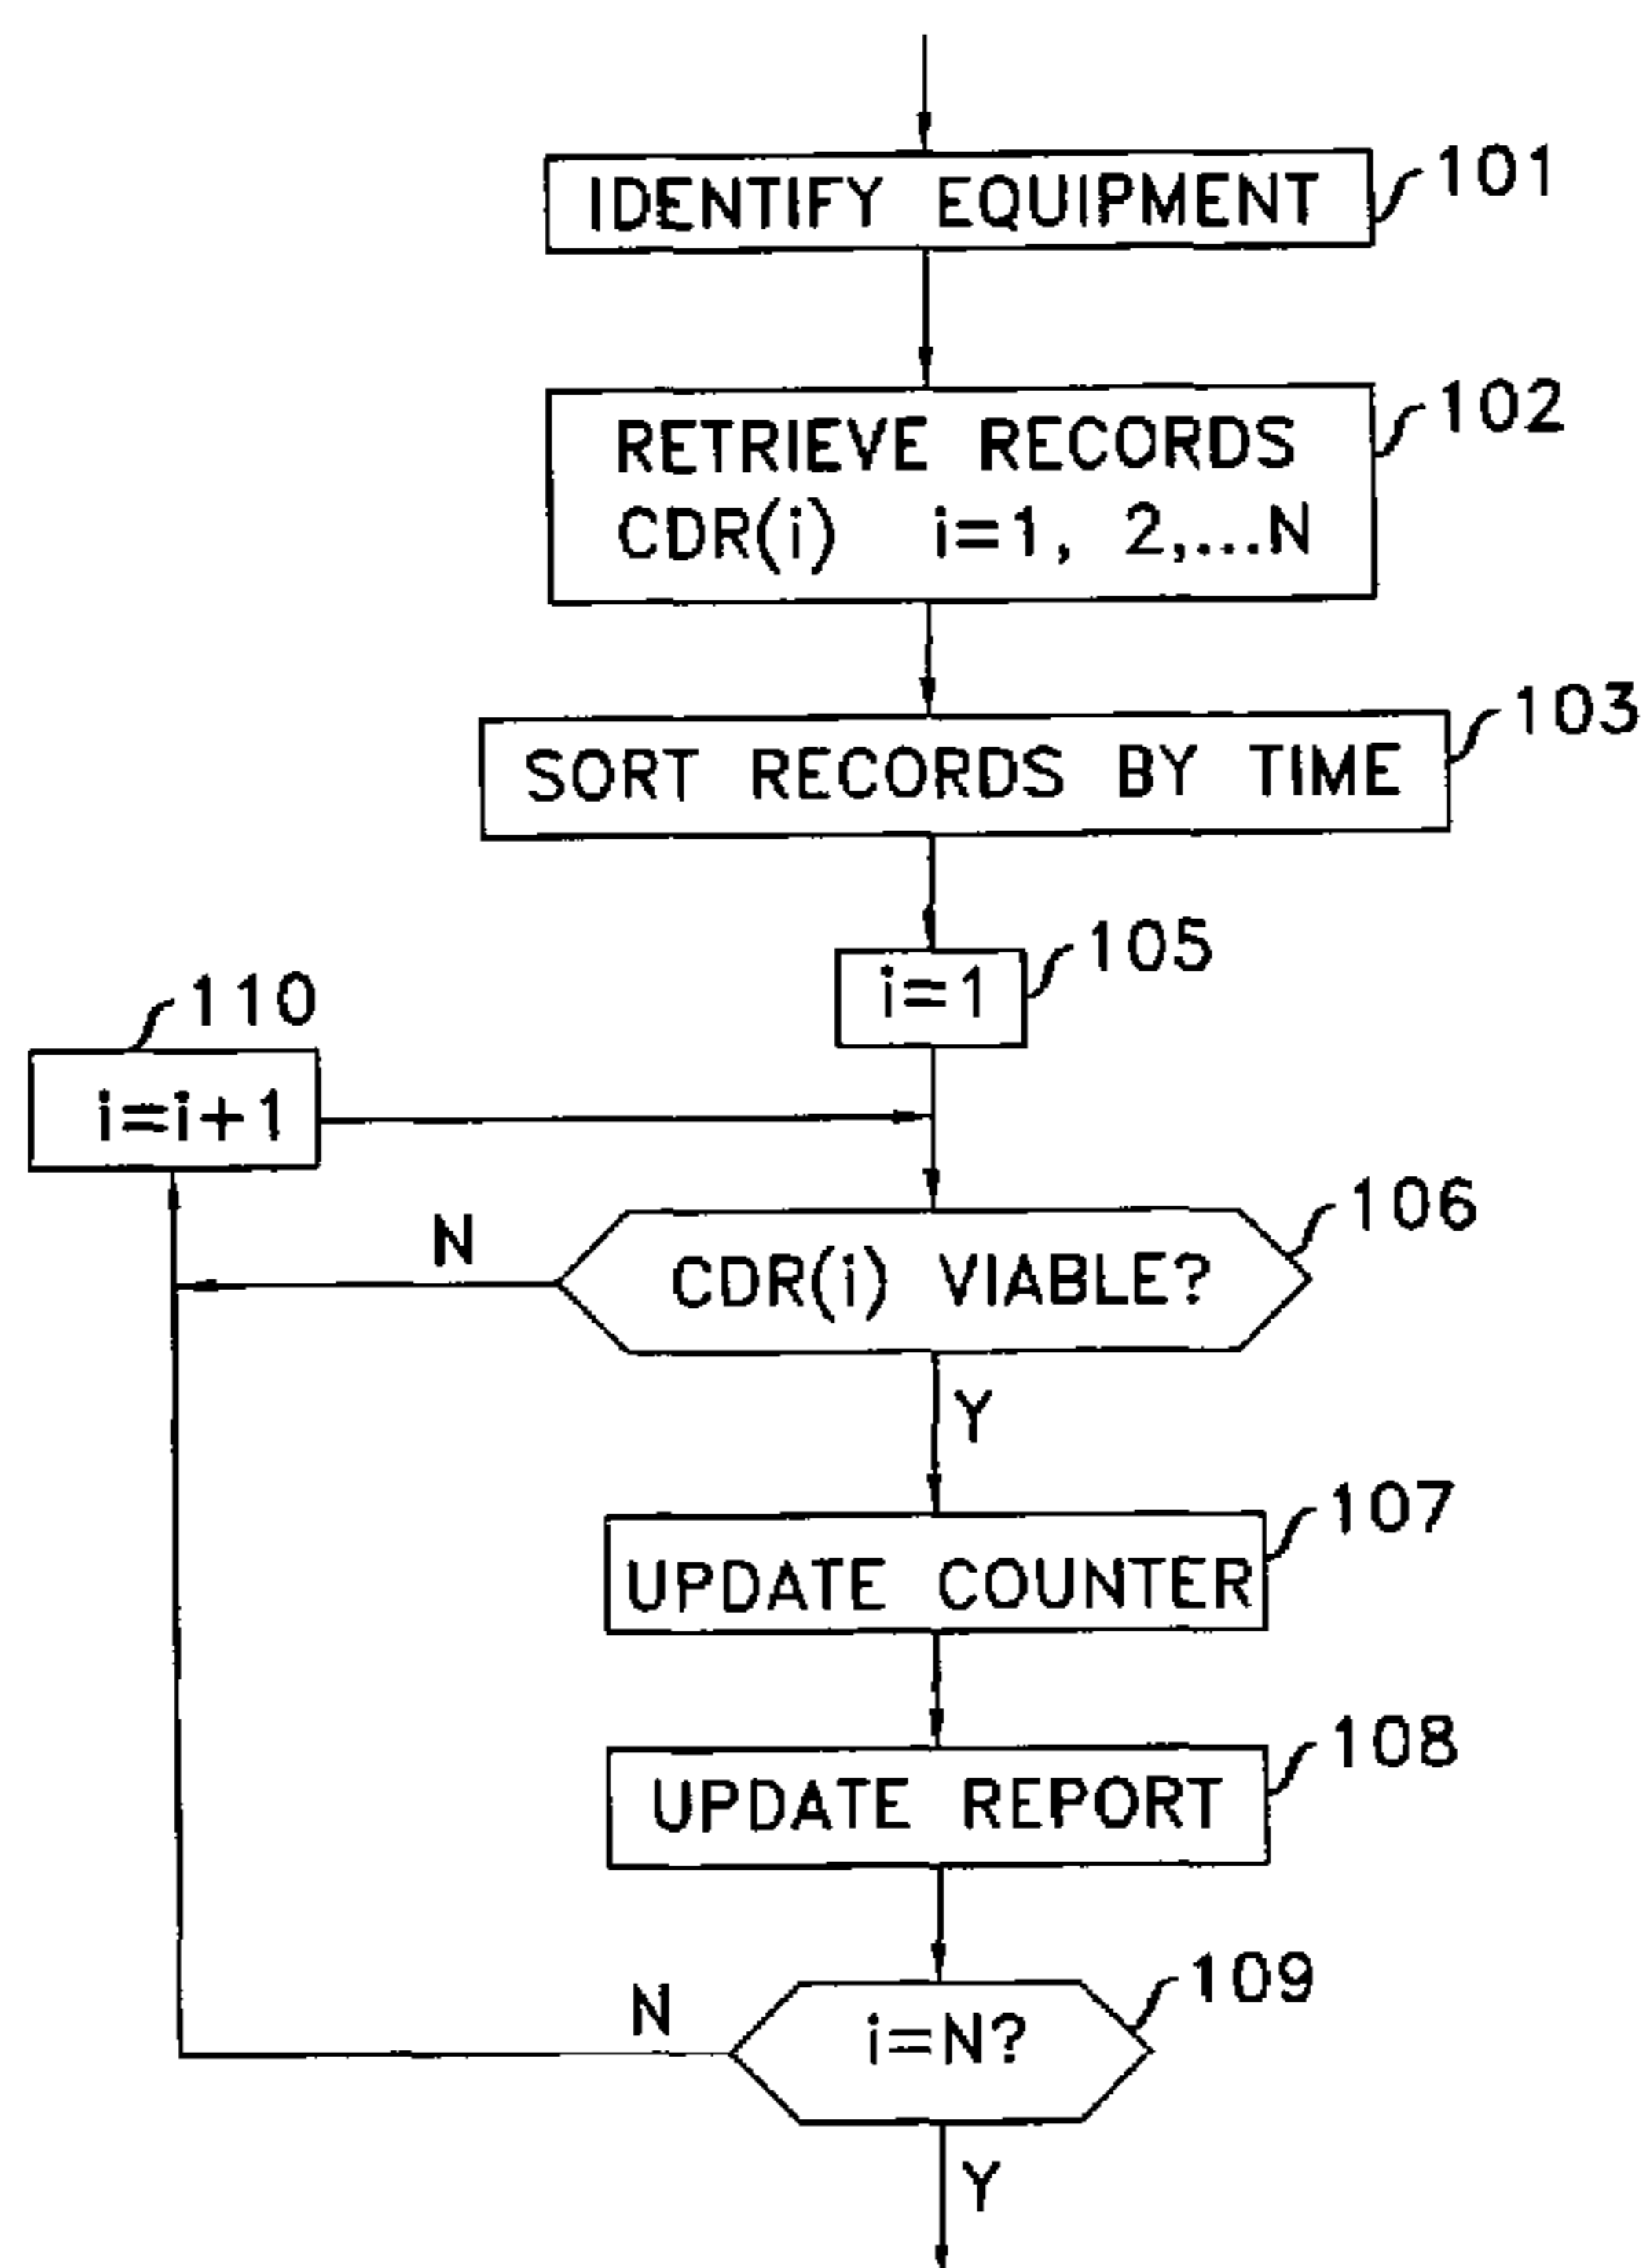 IDENTIFY EQUIPMENT
101
RETRIEVE RECORDS
102
CDR(i) i=1, 2,...N
SORT RECORDS BY TIME
103
i=1
105
110
i=i+1
CDR(i) VIABLE?
106
N
Y
UPDATE COUNTER
107
UPDATE REPORT
108
i=N?
109
N
Y